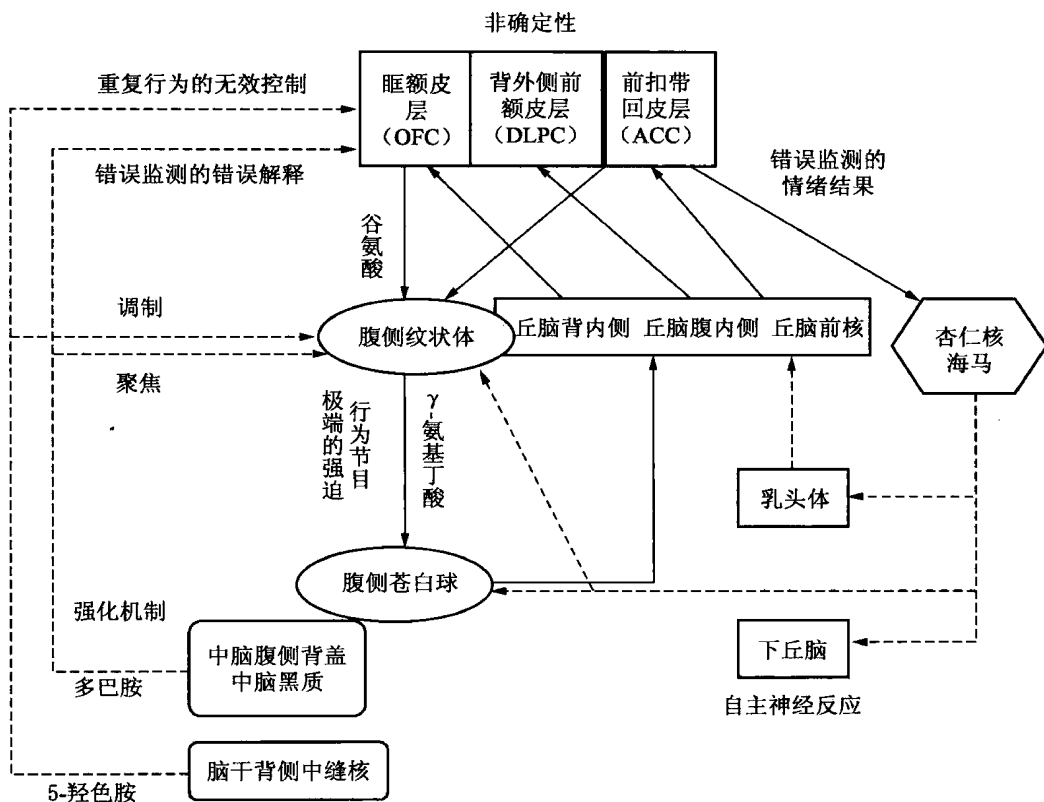 非确定性
重复行为的无效控制
眶额皮
层
（OFC）
背外侧前
额皮层
（DLPC）
前扣带
回皮层
（ACC）
错误监测的错误解释
错误监测的
情绪结果
谷氨酸
调制
腹侧纹状体
丘脑背内侧 丘脑腹内侧 丘脑前核
杏仁核
海马
聚焦
极端的强迫
行为节目
γ-氨基丁酸
乳头体
腹侧苍白球
强化机制
中脑腹侧背盖
中脑黑质
多巴胺
下丘脑
自主神经反应
脑干背侧中缝核
5-羟色胺